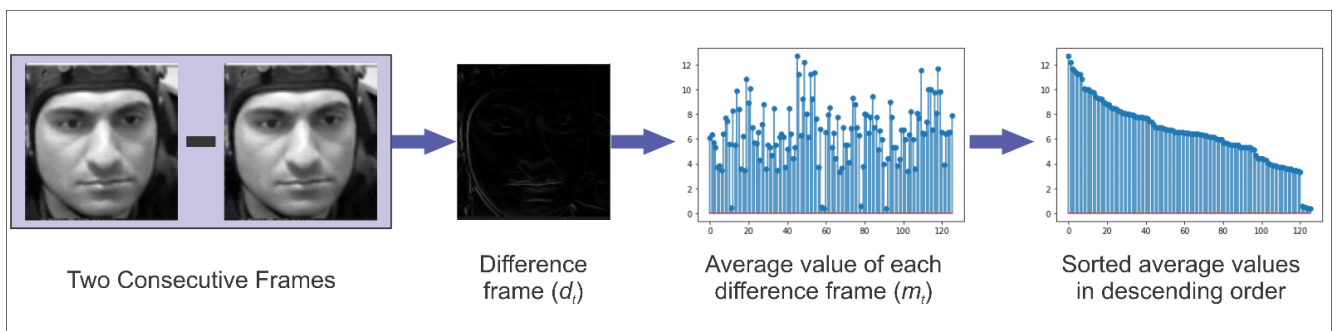 12
10
8
6
4
2
0
0 20 40 60 80 100 120
12
10
8
6
4
2
0
0 20 40 60 80 100 120
Two Consecutive Frames
Difference
frame (dₜ)
Average value of each
difference frame (mₜ)
Sorted average values
in descending order